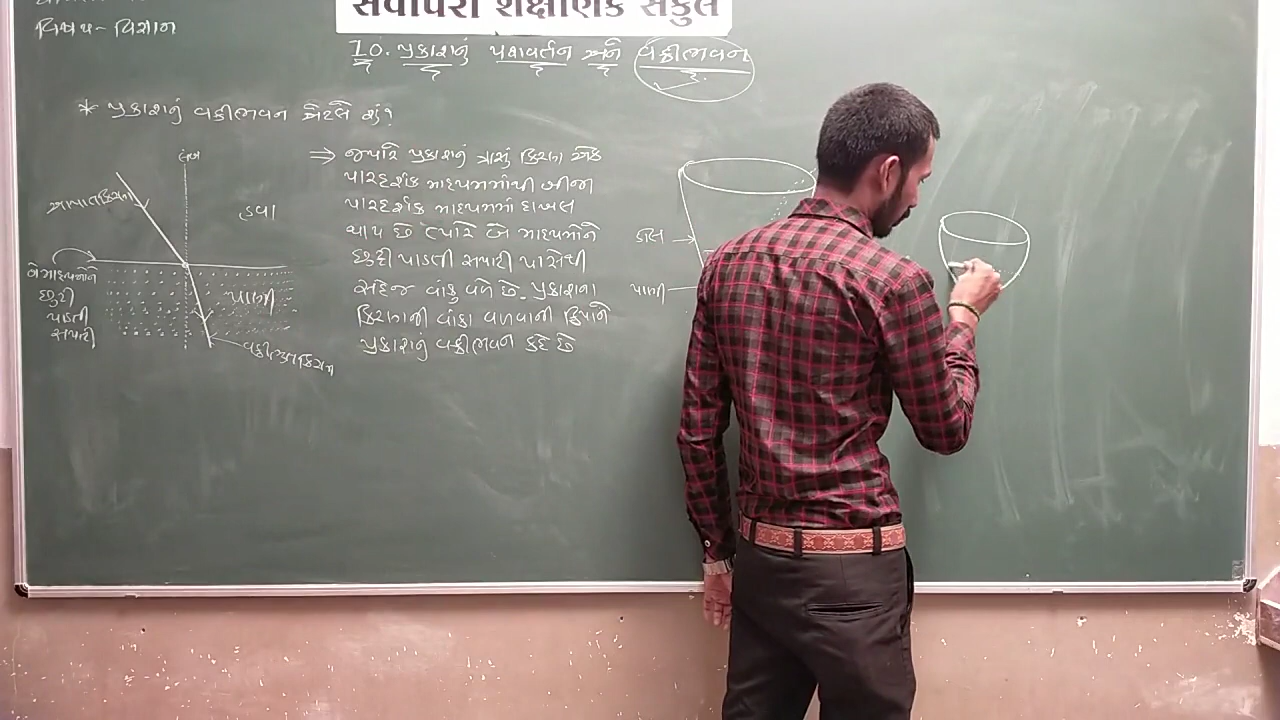 વિષય - વિજ્ઞાન
સર્વોપરી શૈક્ષણિક સંકુલ
10. પ્રકાશનું પરાવર્તન અને વક્રીભવન
* પ્રકાશનું વક્રીભવન એટલે શું?
લંબ
આપાતકિરણ
હવા
બે માધ્યમોને
છુટી
પાડતી
સપાટી
પાણી
વક્રીભૂતકિરણ
⇒ જ્યારે પ્રકાશનું ત્રાસું કિરણ એક
પારદર્શક માધ્યમમાંથી બીજા
પારદર્શક માધ્યમમાં દાખલ
થાય છે ત્યારે બે માધ્યમોને
છુટી પાડતી સપાટી પાસેથી
સહેજ વાંકુ વળે છે. પ્રકાશના
કિરણની વાંકા વળવાની ક્રિયાને
પ્રકાશનું વક્રીભવન કહે છે
કાચ
પાણી